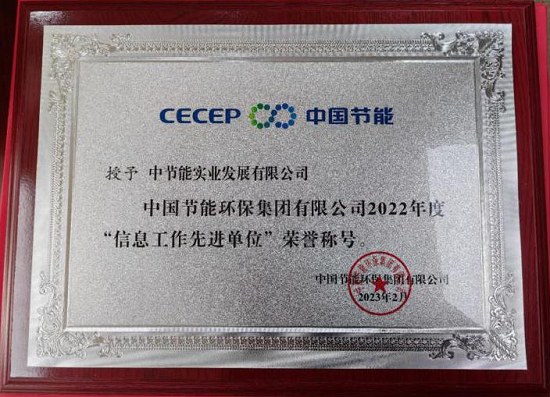 CECEP 中国节能
授予 中节能实业发展有限公司
中国节能环保集团有限公司2022年度
“信息工作先进单位”荣誉称号。
中国节能环保集团有限公司
2023年2月